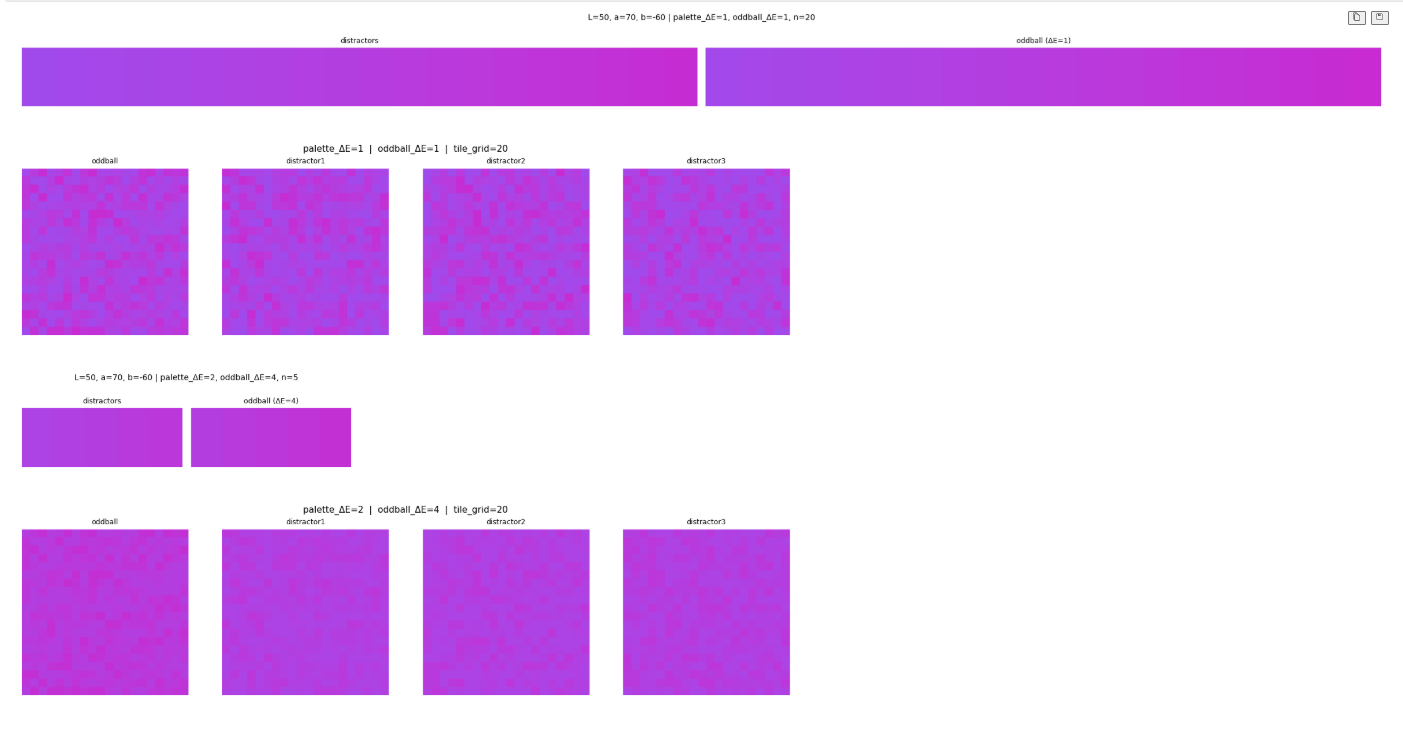 L=50, a=70, b=-60 | palette_ΔE=1, oddball_ΔE=1, n=20
distractors
oddball (ΔE=1)
palette_ΔE=1 | oddball_ΔE=1 | tile_grid=20
oddball
distractor1
distractor2
distractor3
L=50, a=70, b=-60 | palette_ΔE=2, oddball_ΔE=4, n=5
distractors
oddball (ΔE=4)
palette_ΔE=2 | oddball_ΔE=4 | tile_grid=20
oddball
distractor1
distractor2
distractor3